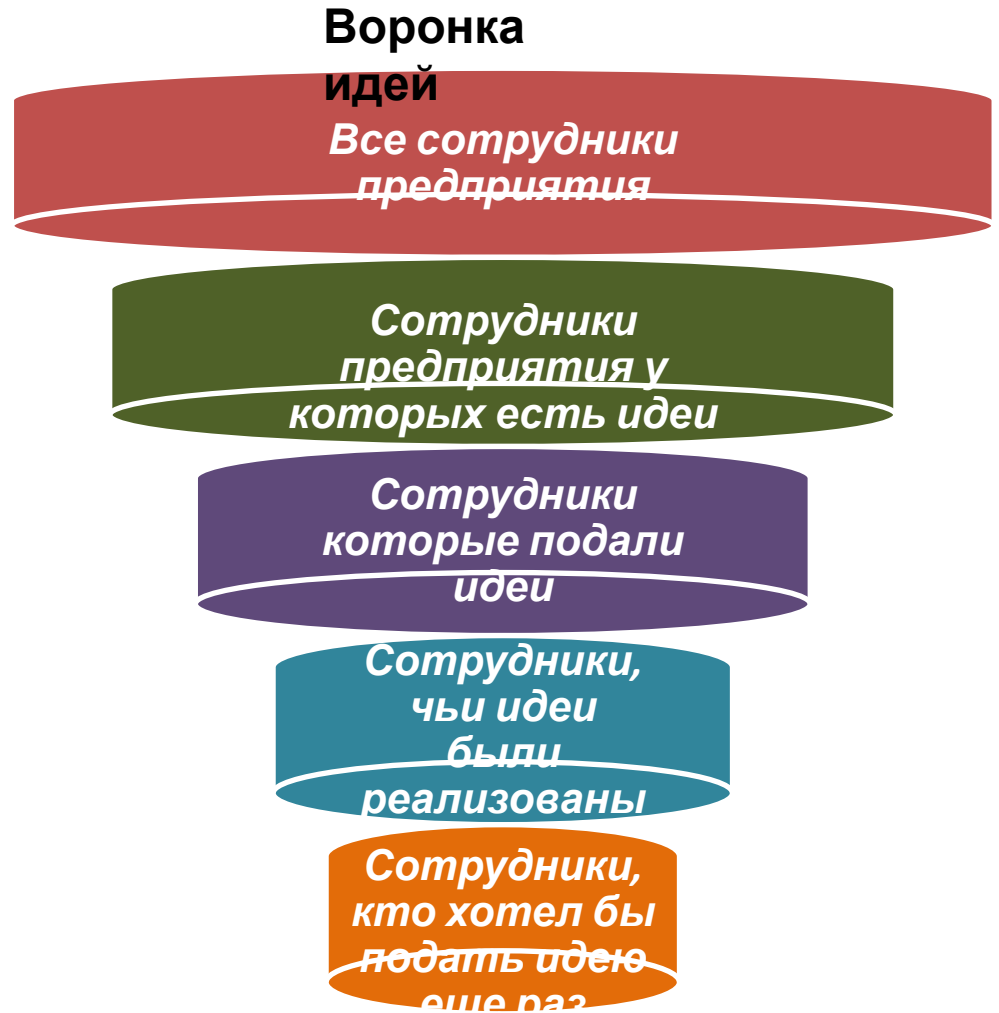 Воронка
идей
Все сотрудники
предприятия
Сотрудники
предприятия у
которых есть идеи
Сотрудники
которые подали
идеи
Сотрудники,
чьи идеи
были
реализованы
Сотрудники,
кто хотел бы
подать идею
еще раз